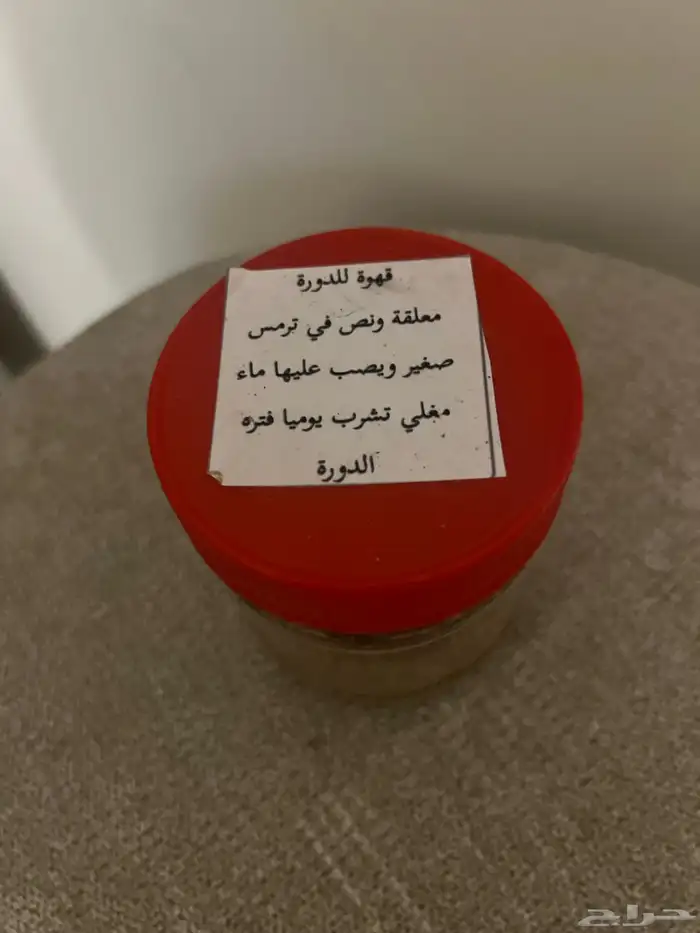 قهوة للدورة
معلقة ونص في ترمس
صغير ويصب عليها ماء
مغلي تشرب يوميا فتره
الدورة
حراج